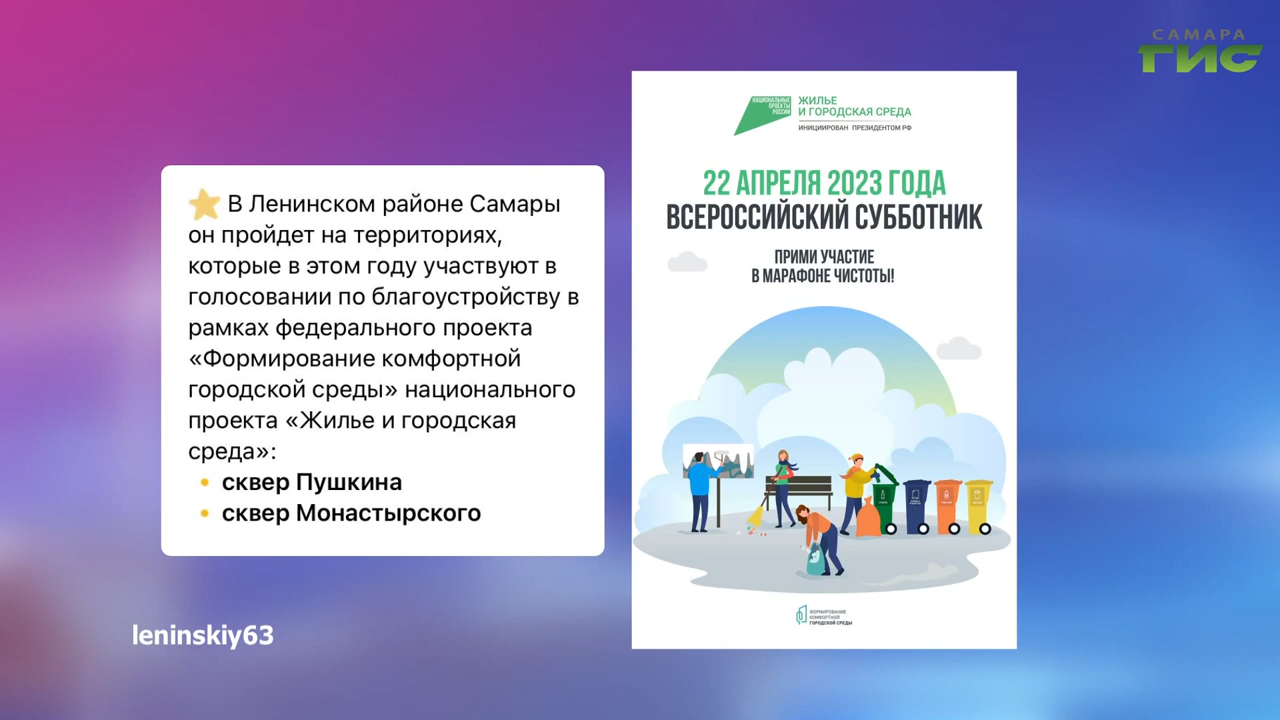 САМАРА
ГИС
В Ленинском районе Самары
он пройдет на территориях,
которые в этом году участвуют в
голосовании по благоустройству в
рамках федерального проекта
«Формирование комфортной
городской среды» национального
проекта «Жилье и городская
среда»:
сквер Пушкина
сквер Монастырского
leninskiy63
НАЦИОНАЛЬНЫЕ
ПРОЕКТЫ
РОССИИ
ЖИЛЬЕ
И ГОРОДСКАЯ СРЕДА
ИНИЦИИРОВАН ПРЕЗИДЕНТОМ РФ
22 АПРЕЛЯ 2023 ГОДА
ВСЕРОССИЙСКИЙ СУББОТНИК
ПРИМИ УЧАСТИЕ
В МАРАФОНЕ ЧИСТОТЫ!
ФОРМИРОВАНИЕ
КОМФОРТНОЙ
ГОРОДСКОЙ СРЕДЫ